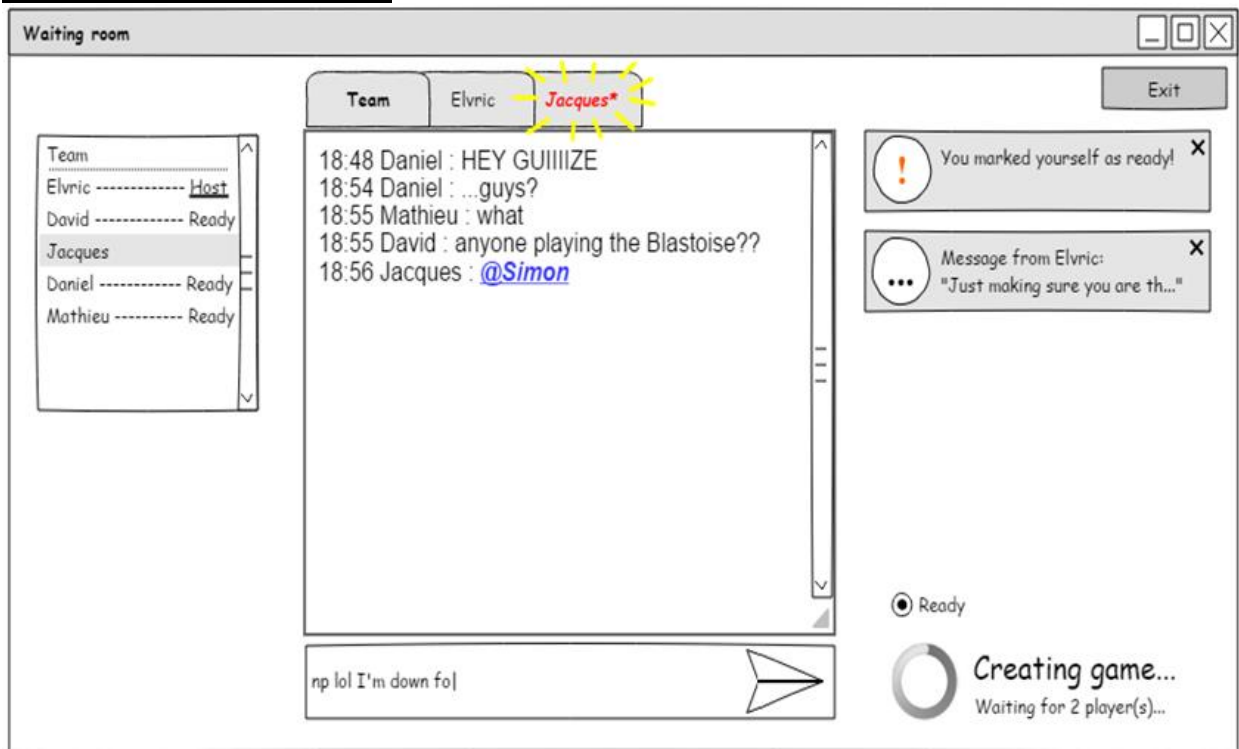 Waiting room
Exit
Team Elvric Jacques*
Team
Elvric ------------ Host
David ------------ Ready
Jacques
Daniel ----------- Ready
Mathieu ---------- Ready
18:48 Daniel : HEY GUIIIIZE
18:54 Daniel : ...guys?
18:55 Mathieu : what
18:55 David : anyone playing the Blastoise??
18:56 Jacques : @Simon
np lol I'm down fo
! You marked yourself as ready!
... Message from Elvric:
"Just making sure you are th..."
Ready
Creating game...
Waiting for 2 player(s)...